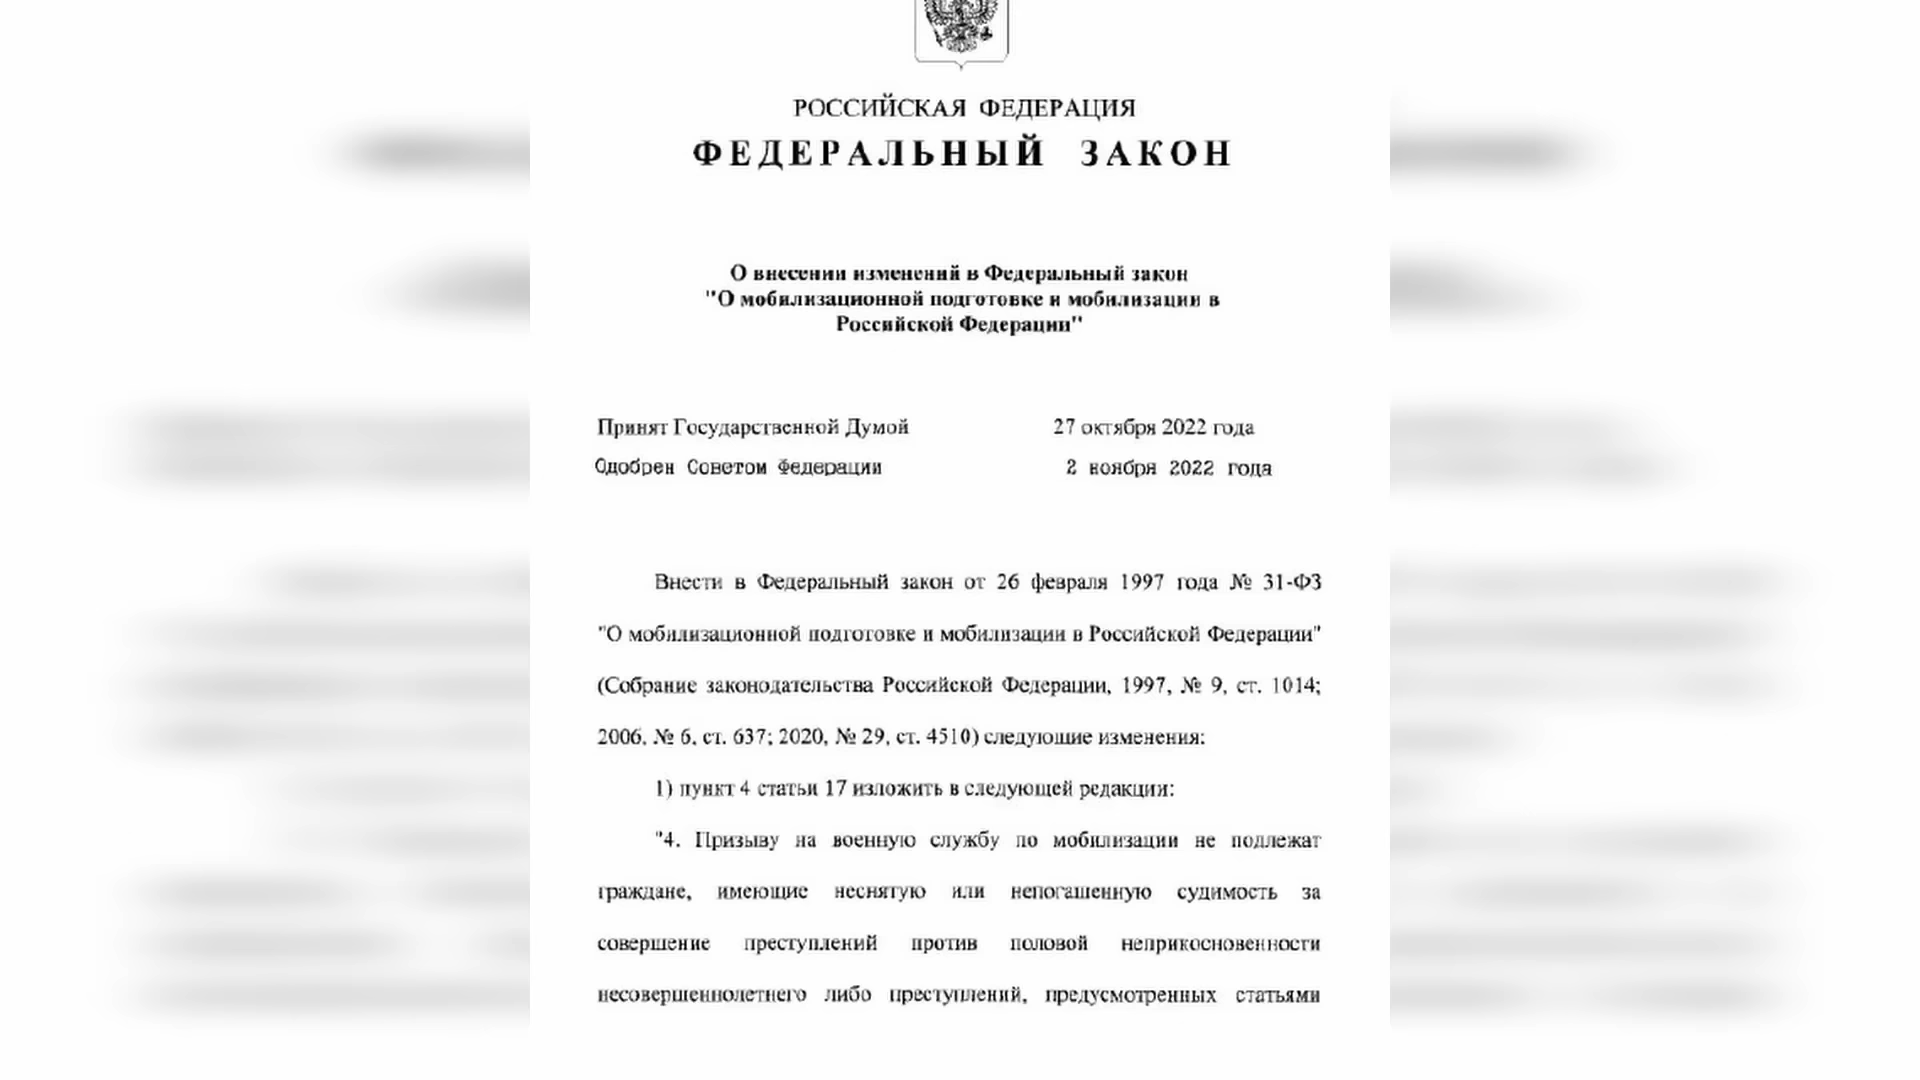 РОССИЙСКАЯ ФЕДЕРАЦИЯ
ФЕДЕРАЛЬНЫЙ ЗАКОН
О внесении изменений в Федеральный закон
"О мобилизационной подготовке и мобилизации в
Российской Федерации"
Принят Государственной Думой 27 октября 2022 года
Одобрен Советом Федерации 2 ноября 2022 года
Внести в Федеральный закон от 26 февраля 1997 года № 31-ФЗ
"О мобилизационной подготовке и мобилизации в Российской Федерации"
(Собрание законодательства Российской Федерации, 1997, № 9, ст. 1014;
2006, № 6, ст. 637; 2020, № 29, ст. 4510) следующие изменения:
1) пункт 4 статьи 17 изложить в следующей редакции:
"4. Призыву на военную службу по мобилизации не подлежат
граждане, имеющие неснятую или непогашенную судимость за
совершение преступлений против половой неприкосновенности
несовершеннолетнего либо преступлений, предусмотренных статьями